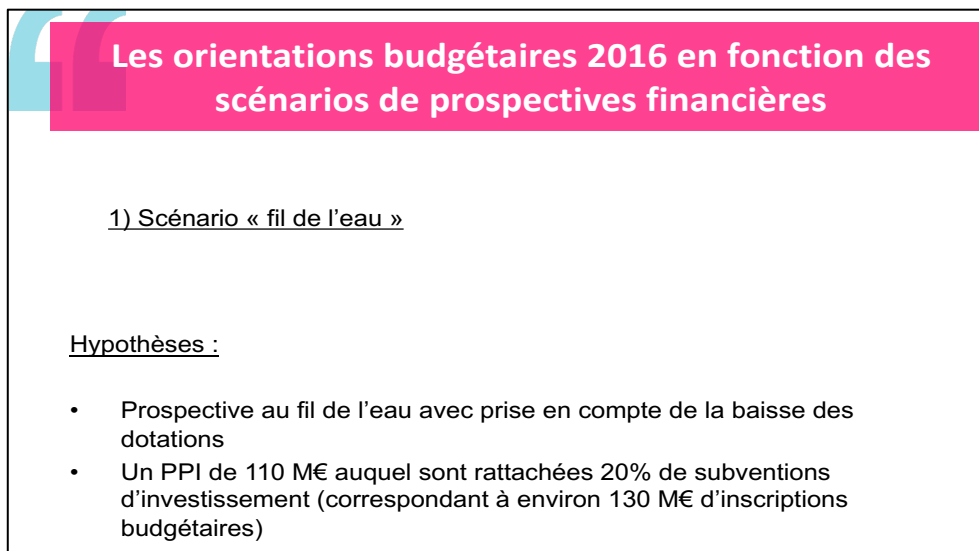 Les orientations budgétaires 2016 en fonction des
scénarios de prospectives financières
1) Scénario « fil de l’eau »
Hypothèses :
• Prospective au fil de l’eau avec prise en compte de la baisse des
dotations
• Un PPI de 110 M€ auquel sont rattachées 20% de subventions
d’investissement (correspondant à environ 130 M€ d’inscriptions
budgétaires)